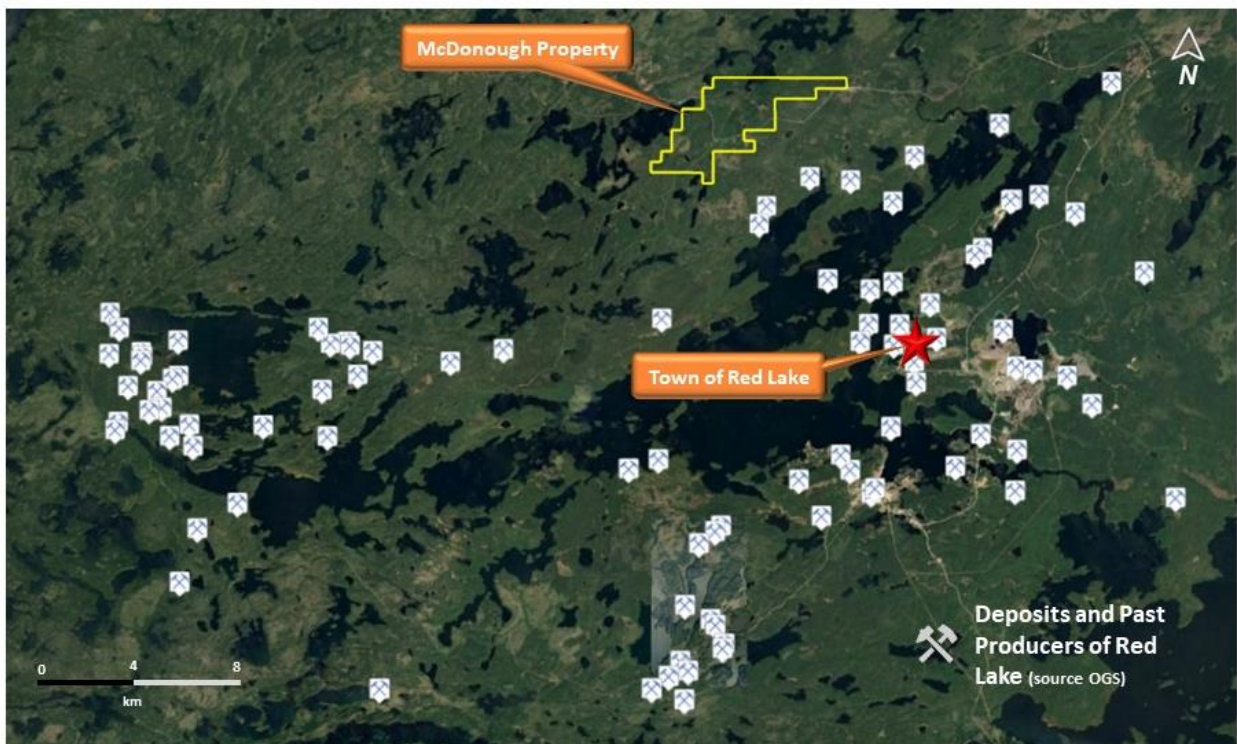 McDonough Property
N
Town of Red Lake
Deposits and Past
Producers of Red
Lake (source OGS)
0 4 8
km